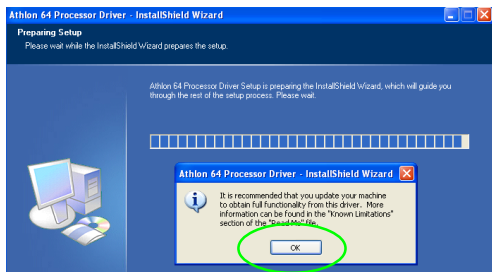 Athlon 64 Processor Driver - InstallShield Wizard
Preparing Setup
Please wait while the InstallShield Wizard prepares the setup.
Athlon 64 Processor Driver Setup is preparing the InstallShield Wizard, which will guide you
through the rest of the setup process. Please wait.
Athlon 64 Processor Driver - InstallShield Wizard
It is recommended that you update your machine
to obtain full functionality from this driver. More
information can be found in the "Known Limitations"
section of the "Read Me" file.
OK